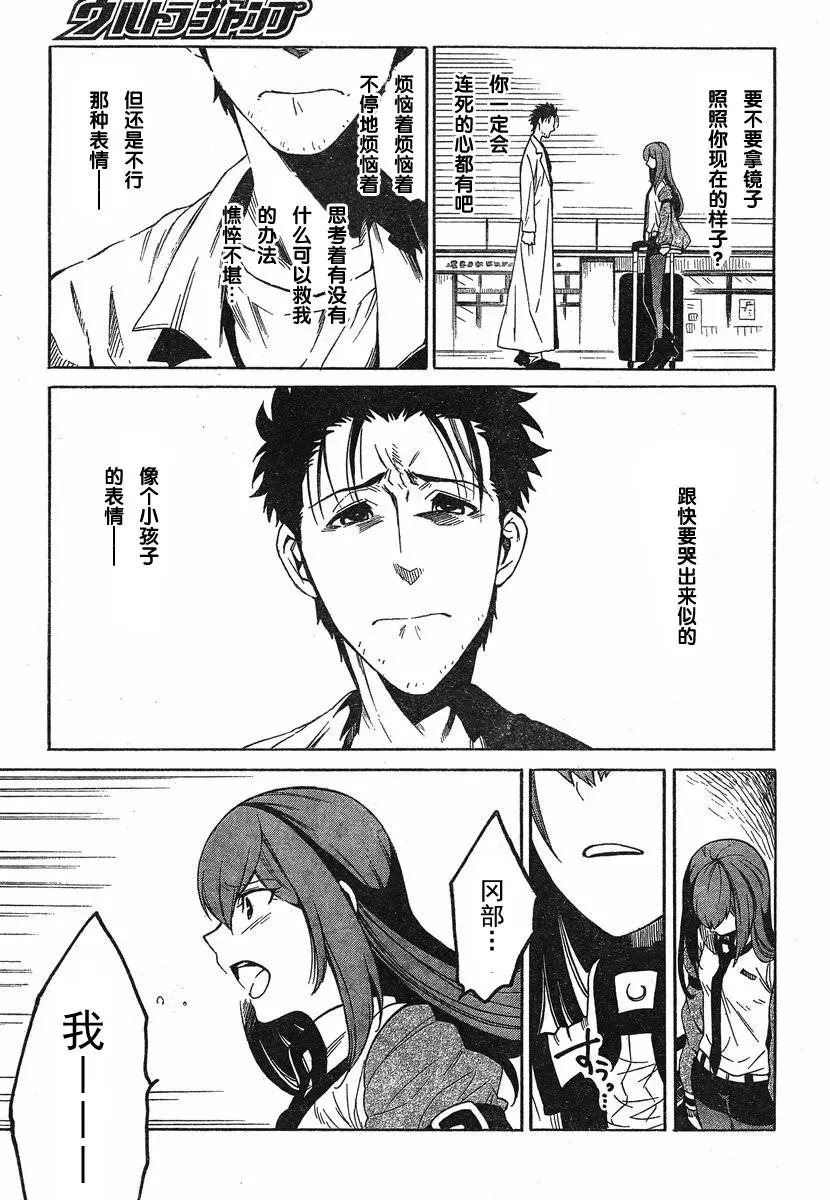 ウルトラジャンプ
要不要拿镜子
照照你现在的样子?
你一定会
连死的心都有吧
烦恼着烦恼着
不停地烦恼着
思考着有没有
什么可以救我
的办法
憔悴不堪…
但还是不行
那种表情——
跟快要哭出来似的
像个小孩子
的表情——
すぅっ…
冈部…
我———